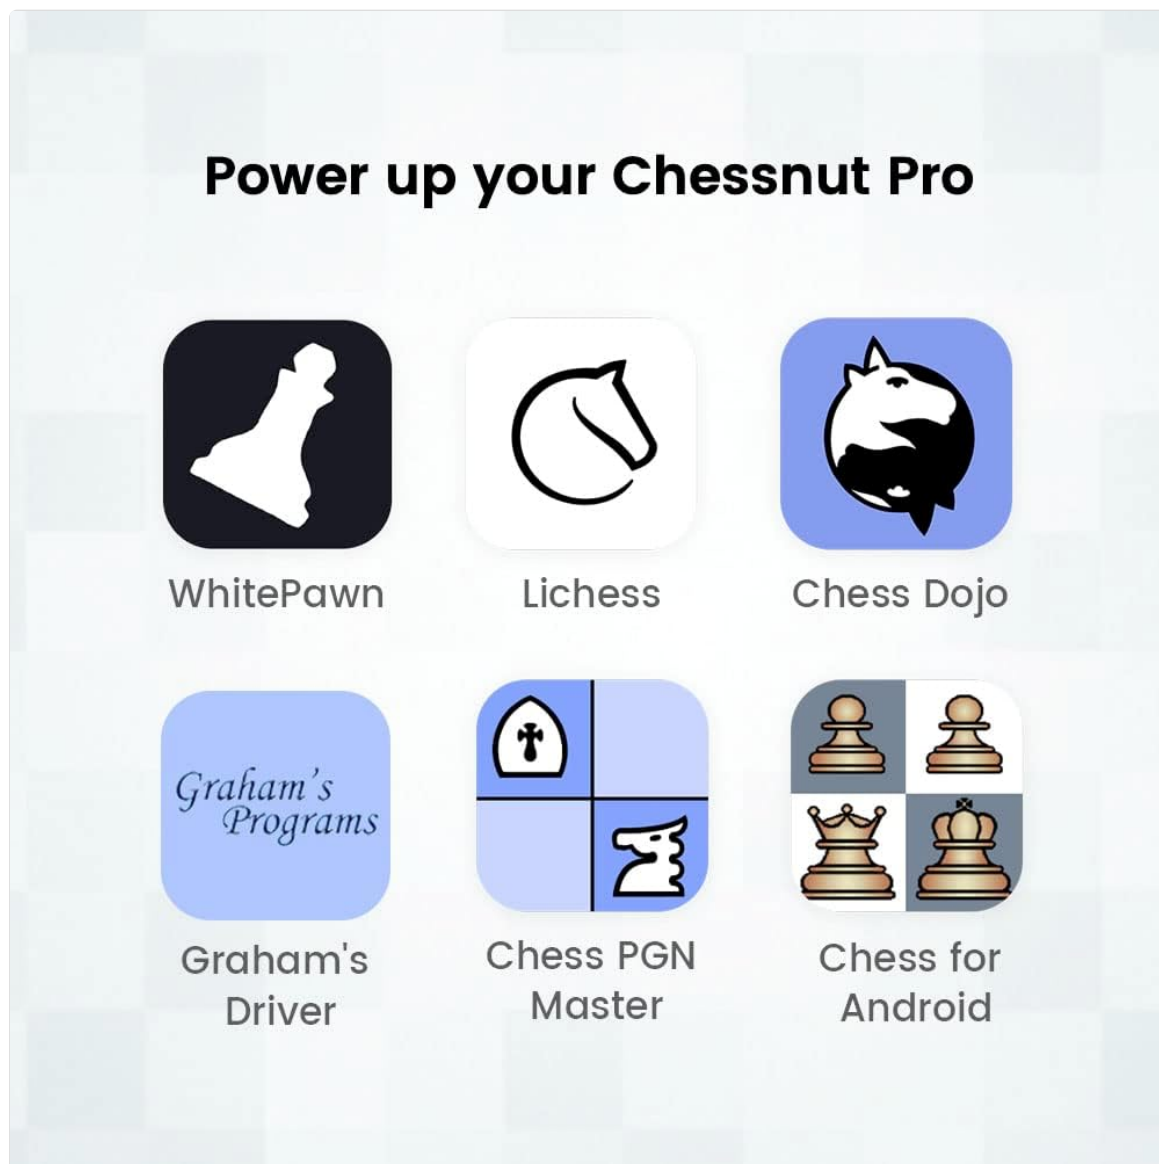 Power up your Chessnut Pro
WhitePawn
Lichess
Chess Dojo
Graham's
Programs
Graham's
Driver
Chess PGN
Master
Chess for
Android